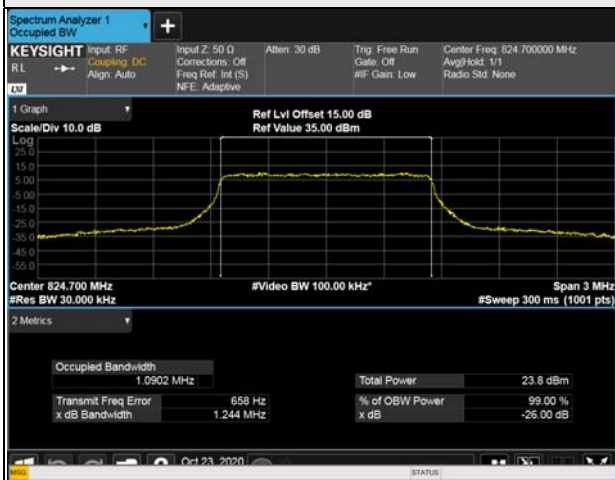 Spectrum Analyzer 1
Occupied BW
KEYSIGHT
RL
LXI
Input: RF
Coupling: DC
Align: Auto
Input Z: 50 Ω
Corrections: Off
Freq Ref: Int (S)
NFE: Adaptive
Atten: 30 dB
Trig: Free Run
Gate: Off
#IF Gain: Low
Center Freq: 824.700000 MHz
Avg|Hold: 1/1
Radio Std: None
1 Graph
Scale/Div 10.0 dB
Ref Lvl Offset 15.00 dB
Ref Value 35.00 dBm
Log
25.0
15.0
5.00
-5.00
-15.0
-25.0
-35.0
-45.0
-55.0
Center 824.700 MHz
#Res BW 30.000 kHz
#Video BW 100.00 kHz*
Span 3 MHz
#Sweep 300 ms (1001 pts)
2 Metrics
Occupied Bandwidth
1.0902 MHz
Total Power 23.8 dBm
Transmit Freq Error 658 Hz
% of OBW Power 99.00 %
x dB Bandwidth 1.244 MHz
x dB -26.00 dB
Oct 23, 2020
MSG
STATUS